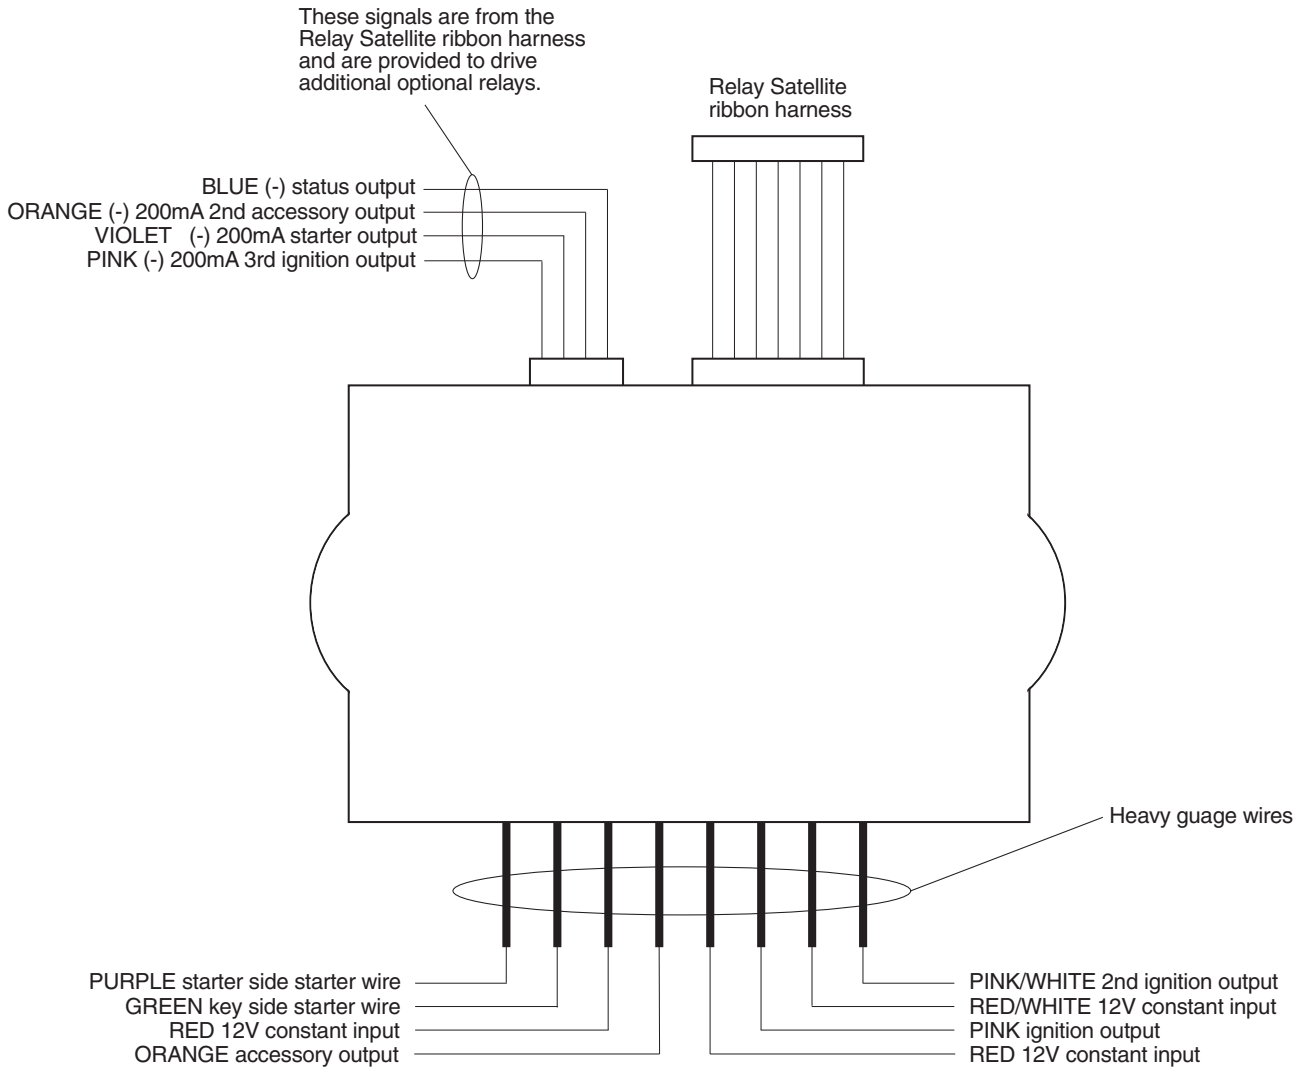 These signals are from the
Relay Satellite ribbon harness
and are provided to drive
additional optional relays.
Relay Satellite
ribbon harness
BLUE (-) status output
ORANGE (-) 200mA 2nd accessory output
VIOLET (-) 200mA starter output
PINK (-) 200mA 3rd ignition output
Heavy guage wires
PURPLE starter side starter wire
GREEN key side starter wire
RED 12V constant input
ORANGE accessory output
PINK/WHITE 2nd ignition output
RED/WHITE 12V constant input
PINK ignition output
RED 12V constant input